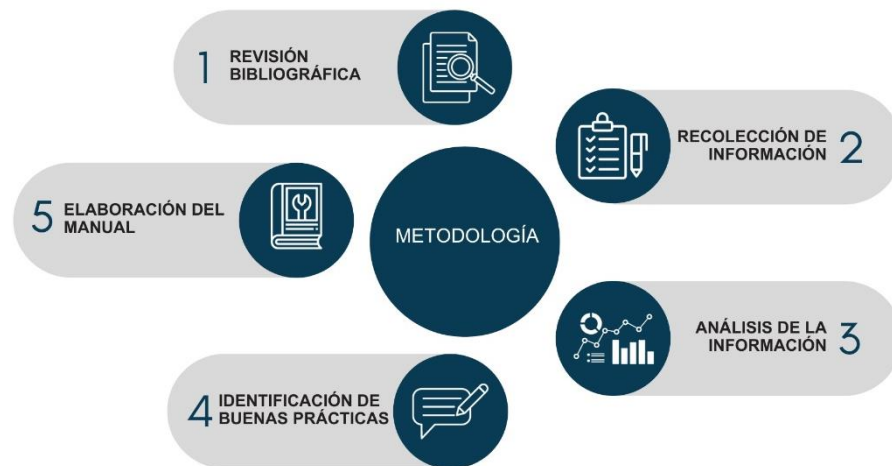 1
REVISIÓN
BIBLIOGRÁFICA
RECOLECCIÓN DE
INFORMACIÓN
2
METODOLOGÍA
ANÁLISIS DE LA
INFORMACIÓN
3
4
IDENTIFICACIÓN DE
BUENAS PRÁCTICAS
5
ELABORACIÓN DEL
MANUAL